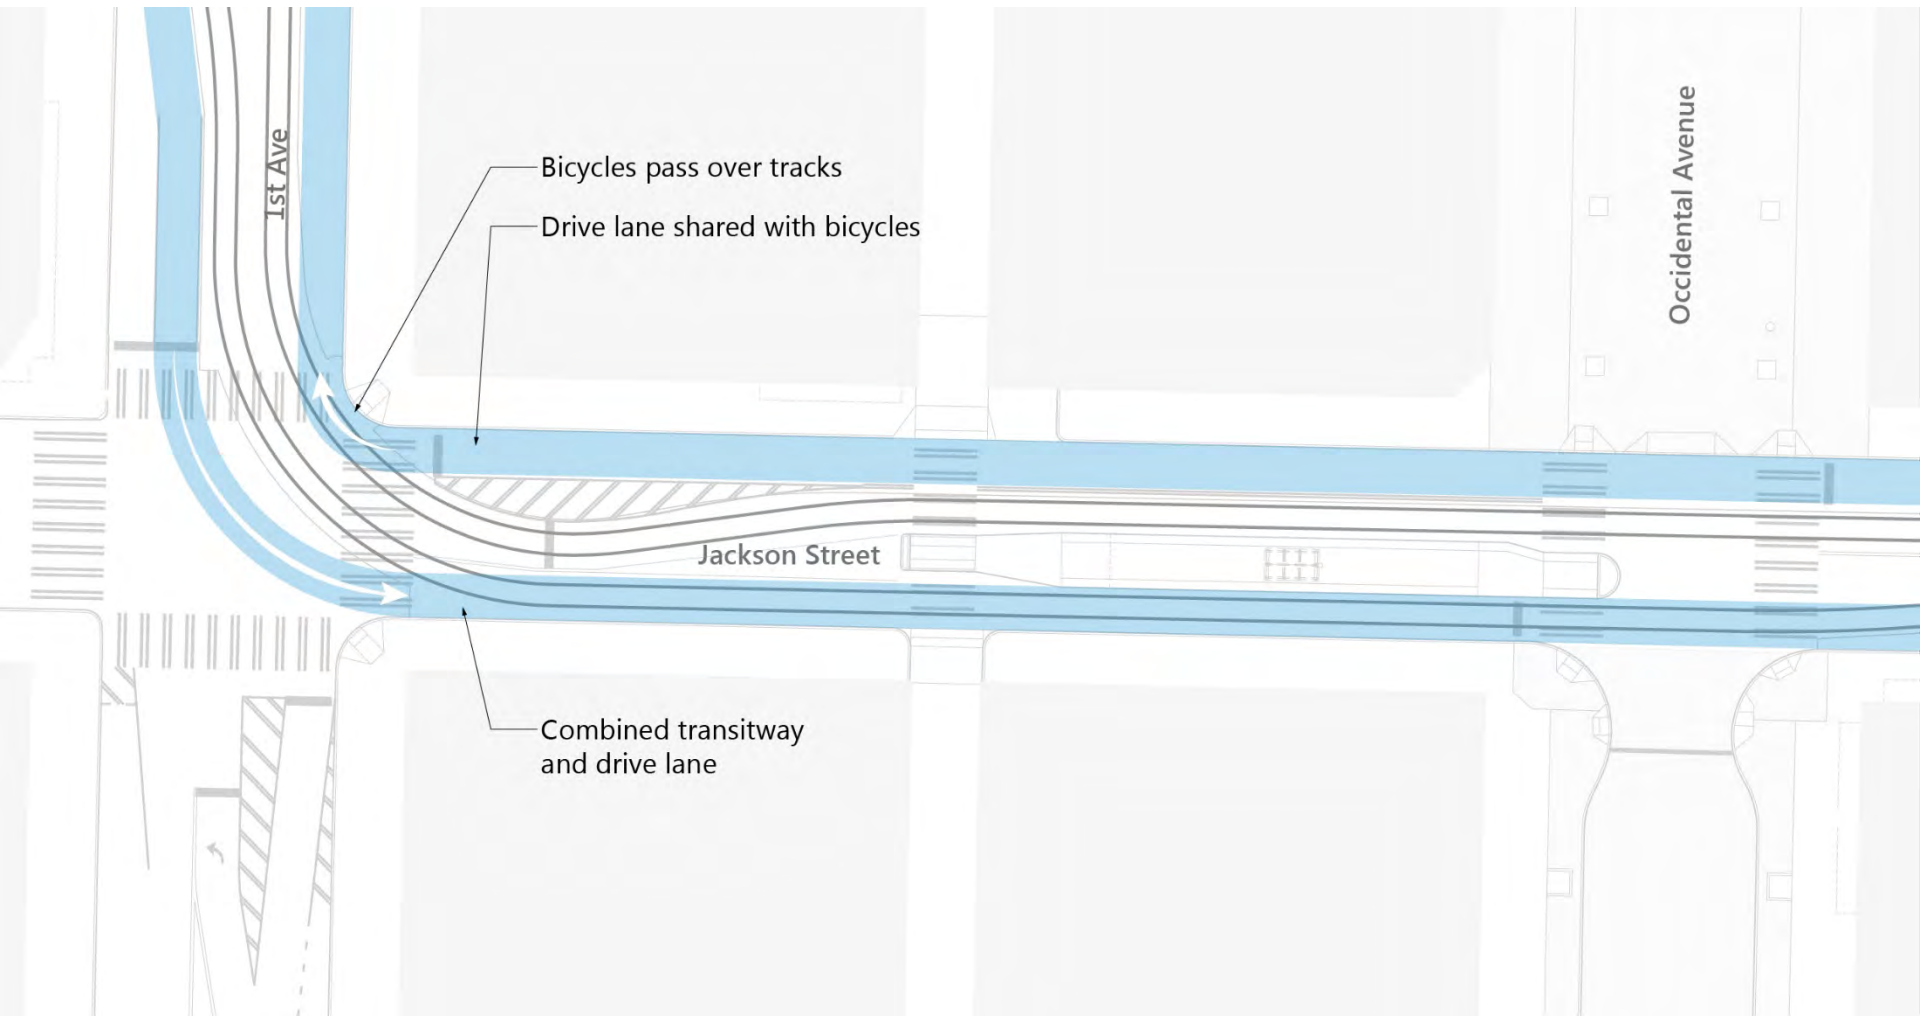 1st Ave
Bicycles pass over tracks
Drive lane shared with bicycles
Occidental Avenue
Jackson Street
Combined transitway
and drive lane